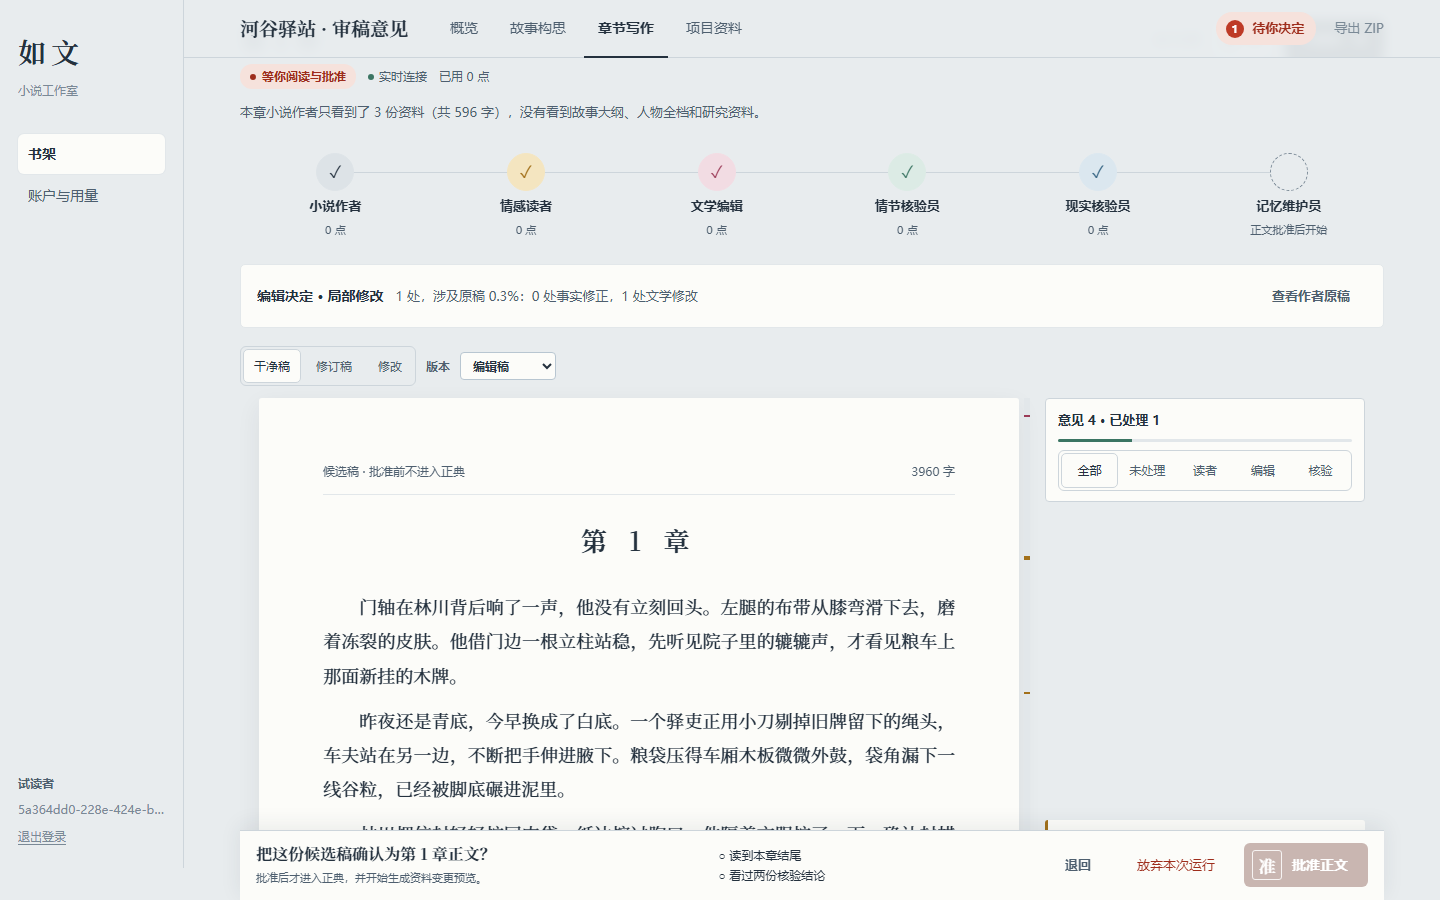 如文
小说工作室
书架
账户与用量
试读者
5a364dd0-228e-424e-b...
退出登录
河谷驿站 · 审稿意见
概览
故事构思
章节写作
项目资料
1 待你决定
导出 ZIP
等你阅读与批准
实时连接
已用 0 点
本章小说作者只看到了 3 份资料（共 596 字），没有看到故事大纲、人物全档和研究资料。
小说作者
0 点
情感读者
0 点
文学编辑
0 点
情节核验员
0 点
现实核验员
0 点
记忆维护员
正文批准后开始
编辑决定 • 局部修改
1 处，涉及原稿 0.3%：0 处事实修正，1 处文学修改
查看作者原稿
干净稿
修订稿
修改
版本
编辑稿
候选稿 · 批准前不进入正典
3960 字
第 1 章
门轴在林川背后响了一声，他没有立刻回头。左腿的布带从膝弯滑下去，磨
着冻裂的皮肤。他借门边一根立柱站稳，先听见院子里的辘辘声，才看见粮车上
那面新挂的木牌。
昨夜还是青底，今早换成了白底。一个驿吏正用小刀剔掉旧牌留下的绳头，
车夫站在另一边，不断把手伸进腋下。粮袋压得车厢木板微微外鼓，袋角漏下一
线谷粒，已经被脚底碾进泥里。
意见 4 • 已处理 1
全部
未处理
读者
编辑
核验
把这份候选稿确认为第 1 章正文？
批准后才进入正典，并开始生成资料变更预览。
○ 读到本章结尾
○ 看过两份核验结论
退回
放弃本次运行
准 批准正文